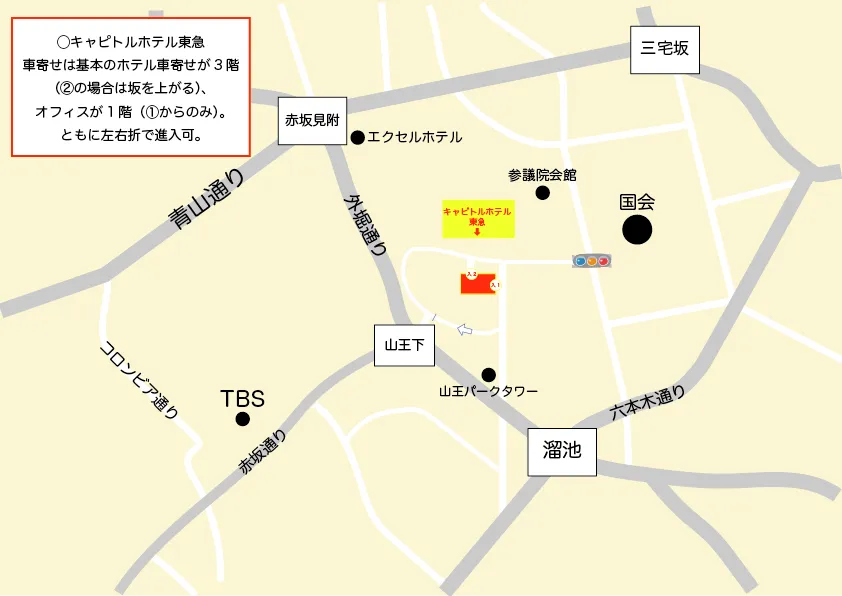 ○キャピトルホテル東急
車寄せは基本のホテル車寄せが3階
（②の場合は坂を上がる）、
オフィスが1階（①からのみ）。
ともに左右折で進入可。
三宅坂
赤坂見附
エクセルホテル
参議院会館
国会
青山通り
外堀通り
キャピトルホテル
東急
⬇
入2
入1
山王下
山王パークタワー
コロンビア通り
TBS
赤坂通り
六本木通り
溜池